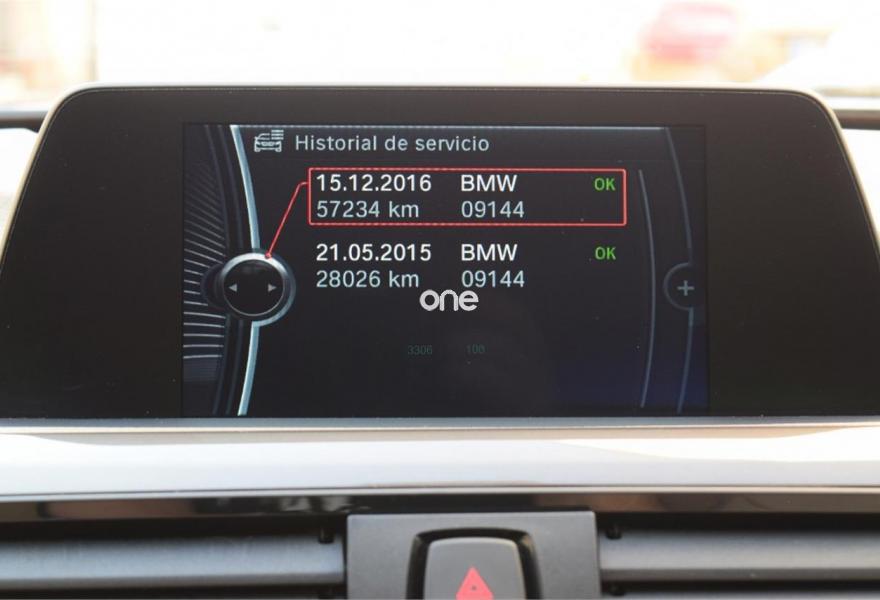 Historial de servicio
15.12.2016 BMW OK
57234 km 09144
21.05.2015 BMW OK
28026 km 09144
one
3306 100